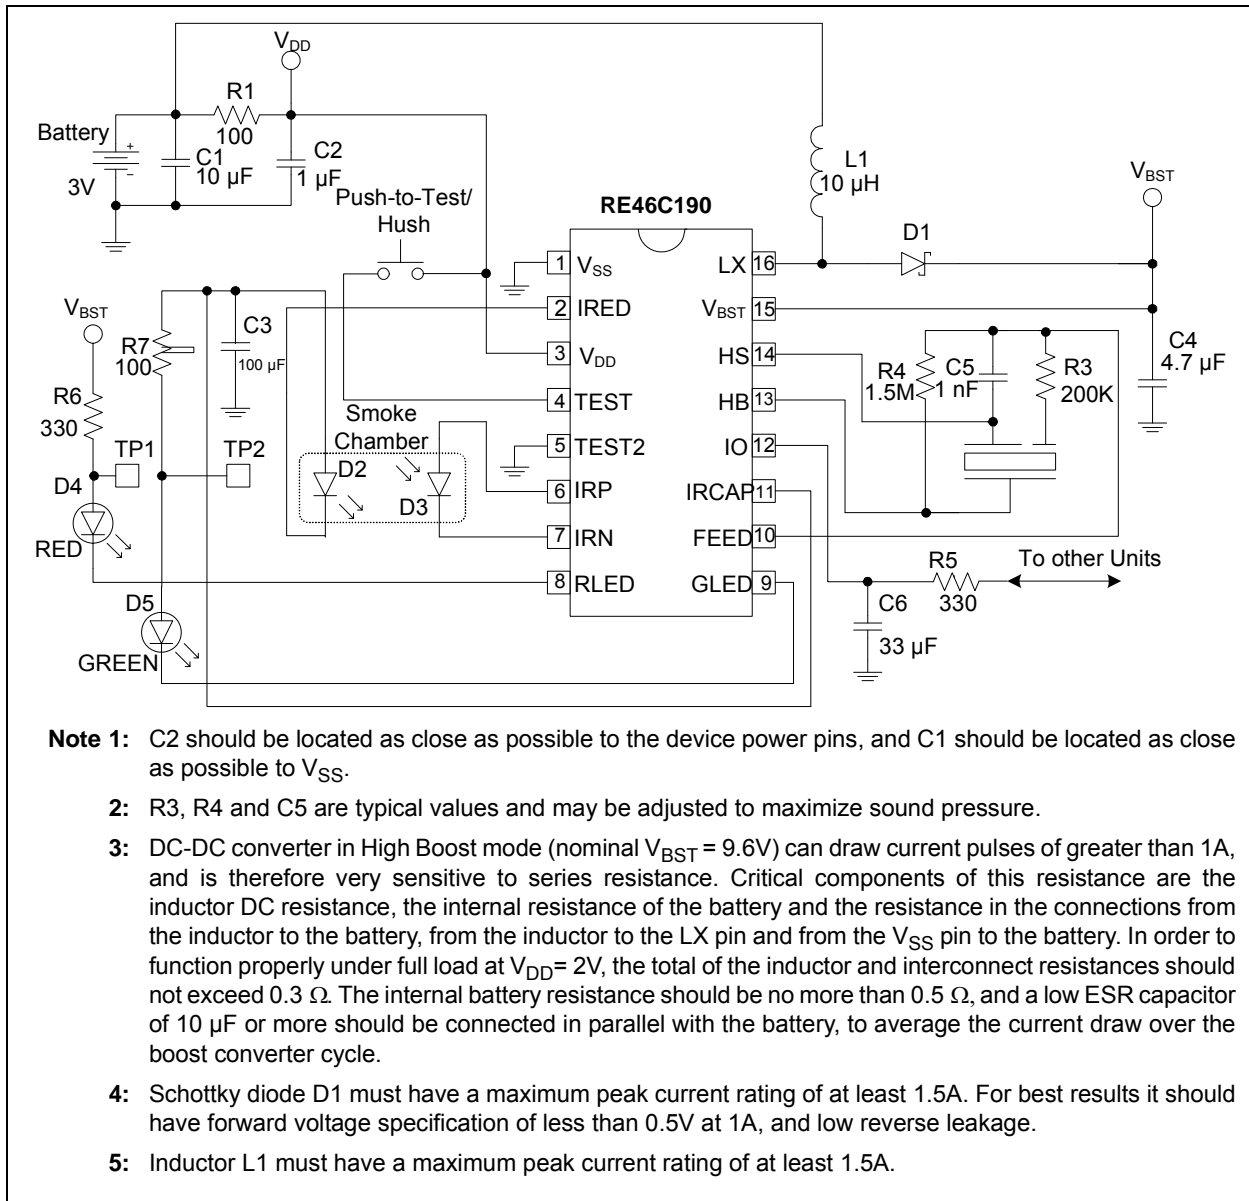 V_DD
R1
100
Battery
3V
C1
10 µF
C2
1 µF
L1
10 µH
V_BST
Push-to-Test/
Hush
RE46C190
D1
1 V_SS
LX 16
2 IRED
V_BST 15
3 V_DD
HS 14
4 TEST
HB 13
5 TEST2
IO 12
6 IRP
IRCAP 11
7 IRN
FEED 10
8 RLED
GLED 9
V_BST
R7
100
C3
100 µF
R6
330
TP1
TP2
Smoke
Chamber
D2
D3
D4
RED
D5
GREEN
R4
1.5M
C5
1 nF
R3
200K
C4
4.7 µF
R5
330
To other Units
C6
33 µF
Note 1: C2 should be located as close as possible to the device power pins, and C1 should be located as close
as possible to V_SS.
2: R3, R4 and C5 are typical values and may be adjusted to maximize sound pressure.
3: DC-DC converter in High Boost mode (nominal V_BST = 9.6V) can draw current pulses of greater than 1A,
and is therefore very sensitive to series resistance. Critical components of this resistance are the
inductor DC resistance, the internal resistance of the battery and the resistance in the connections from
the inductor to the battery, from the inductor to the LX pin and from the V_SS pin to the battery. In order to
function properly under full load at V_DD= 2V, the total of the inductor and interconnect resistances should
not exceed 0.3 Ω. The internal battery resistance should be no more than 0.5 Ω, and a low ESR capacitor
of 10 µF or more should be connected in parallel with the battery, to average the current draw over the
boost converter cycle.
4: Schottky diode D1 must have a maximum peak current rating of at least 1.5A. For best results it should
have forward voltage specification of less than 0.5V at 1A, and low reverse leakage.
5: Inductor L1 must have a maximum peak current rating of at least 1.5A.